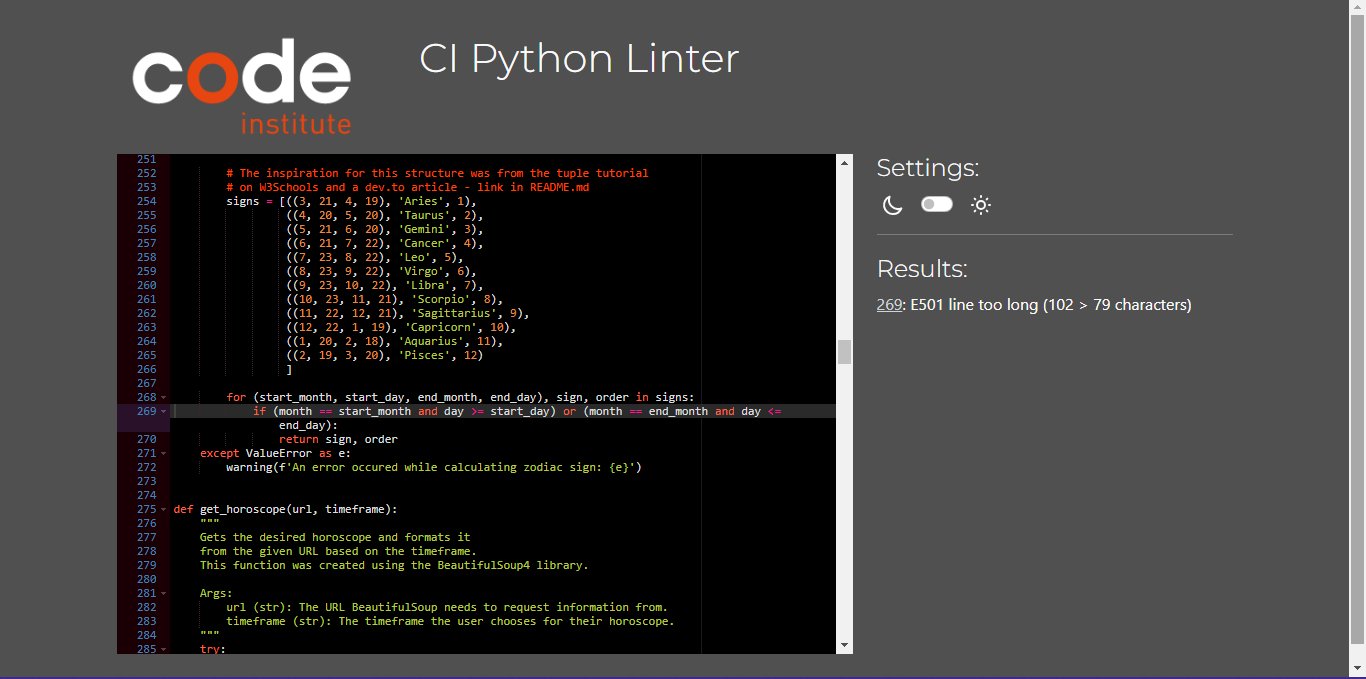 code
institute
CI Python Linter
251
252 # The inspiration for this structure was from the tuple tutorial
253 # on W3Schools and a dev.to article - link in README.md
254 signs = [((3, 21, 4, 19), 'Aries', 1),
255 ((4, 20, 5, 20), 'Taurus', 2),
256 ((5, 21, 6, 20), 'Gemini', 3),
257 ((6, 21, 7, 22), 'Cancer', 4),
258 ((7, 23, 8, 22), 'Leo', 5),
259 ((8, 23, 9, 22), 'Virgo', 6),
260 ((9, 23, 10, 22), 'Libra', 7),
261 ((10, 23, 11, 21), 'Scorpio', 8),
262 ((11, 22, 12, 21), 'Sagittarius', 9),
263 ((12, 22, 1, 19), 'Capricorn', 10),
264 ((1, 20, 2, 18), 'Aquarius', 11),
265 ((2, 19, 3, 20), 'Pisces', 12)
266 ]
267
268 for (start_month, start_day, end_month, end_day), sign, order in signs:
269 if (month == start_month and day >= start_day) or (month == end_month and day <=
end_day):
270 return sign, order
271 except ValueError as e:
272 warning(f'An error occured while calculating zodiac sign: {e}')
273
274
275 def get_horoscope(url, timeframe):
276 """
277 Gets the desired horoscope and formats it
278 from the given URL based on the timeframe.
279 This function was created using the BeautifulSoup4 library.
280
281 Args:
282 url (str): The URL BeautifulSoup needs to request information from.
283 timeframe (str): The timeframe the user chooses for their horoscope.
284 """
285 try:
Settings:
Results:
269: E501 line too long (102 > 79 characters)